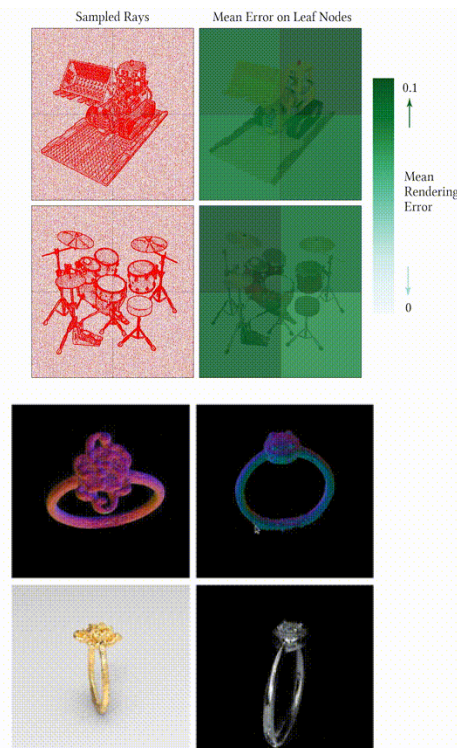 Sampled Rays
Mean Error on Leaf Nodes
0.1
Mean
Rendering
Error
0